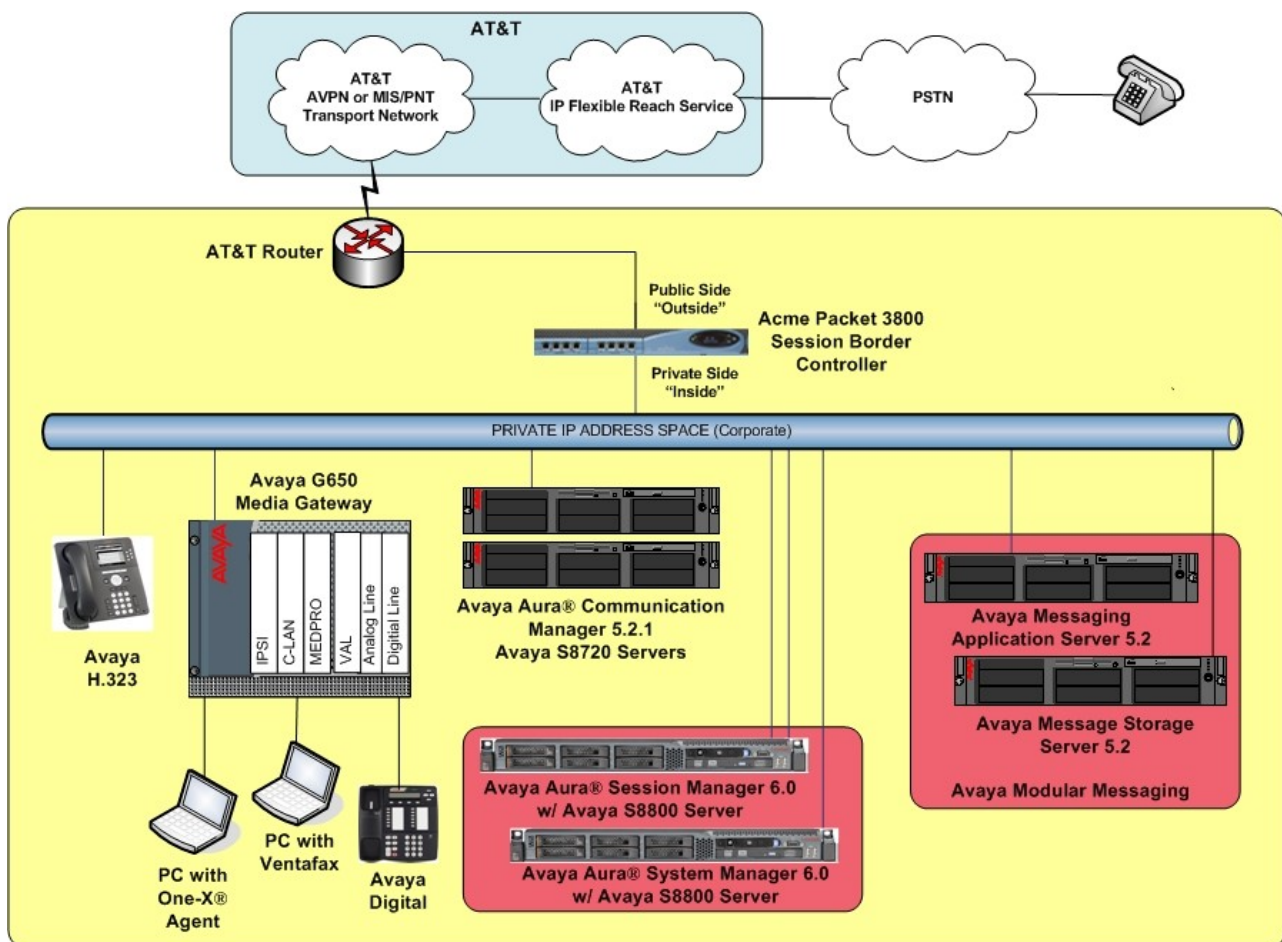 AT&T
AT&T
AVPN or MIS/PNT
Transport Network
AT&T
IP Flexible Reach Service
PSTN
AT&T Router
Public Side
“Outside”
Acme Packet 3800
Session Border
Controller
Private Side
“Inside”
PRIVATE IP ADDRESS SPACE (Corporate)
Avaya G650
Media Gateway
AVAYA
IPSI
C-LAN
MEDPRO
VAL
Analog Line
Digitial Line
Avaya
H.323
Avaya Aura® Communication
Manager 5.2.1
Avaya S8720 Servers
Avaya Messaging
Application Server 5.2
Avaya Message Storage
Server 5.2
Avaya Modular Messaging
Avaya Aura® Session Manager 6.0
w/ Avaya S8800 Server
Avaya Aura® System Manager 6.0
w/ Avaya S8800 Server
PC with
One-X®
Agent
PC with
Ventafax
Avaya
Digital